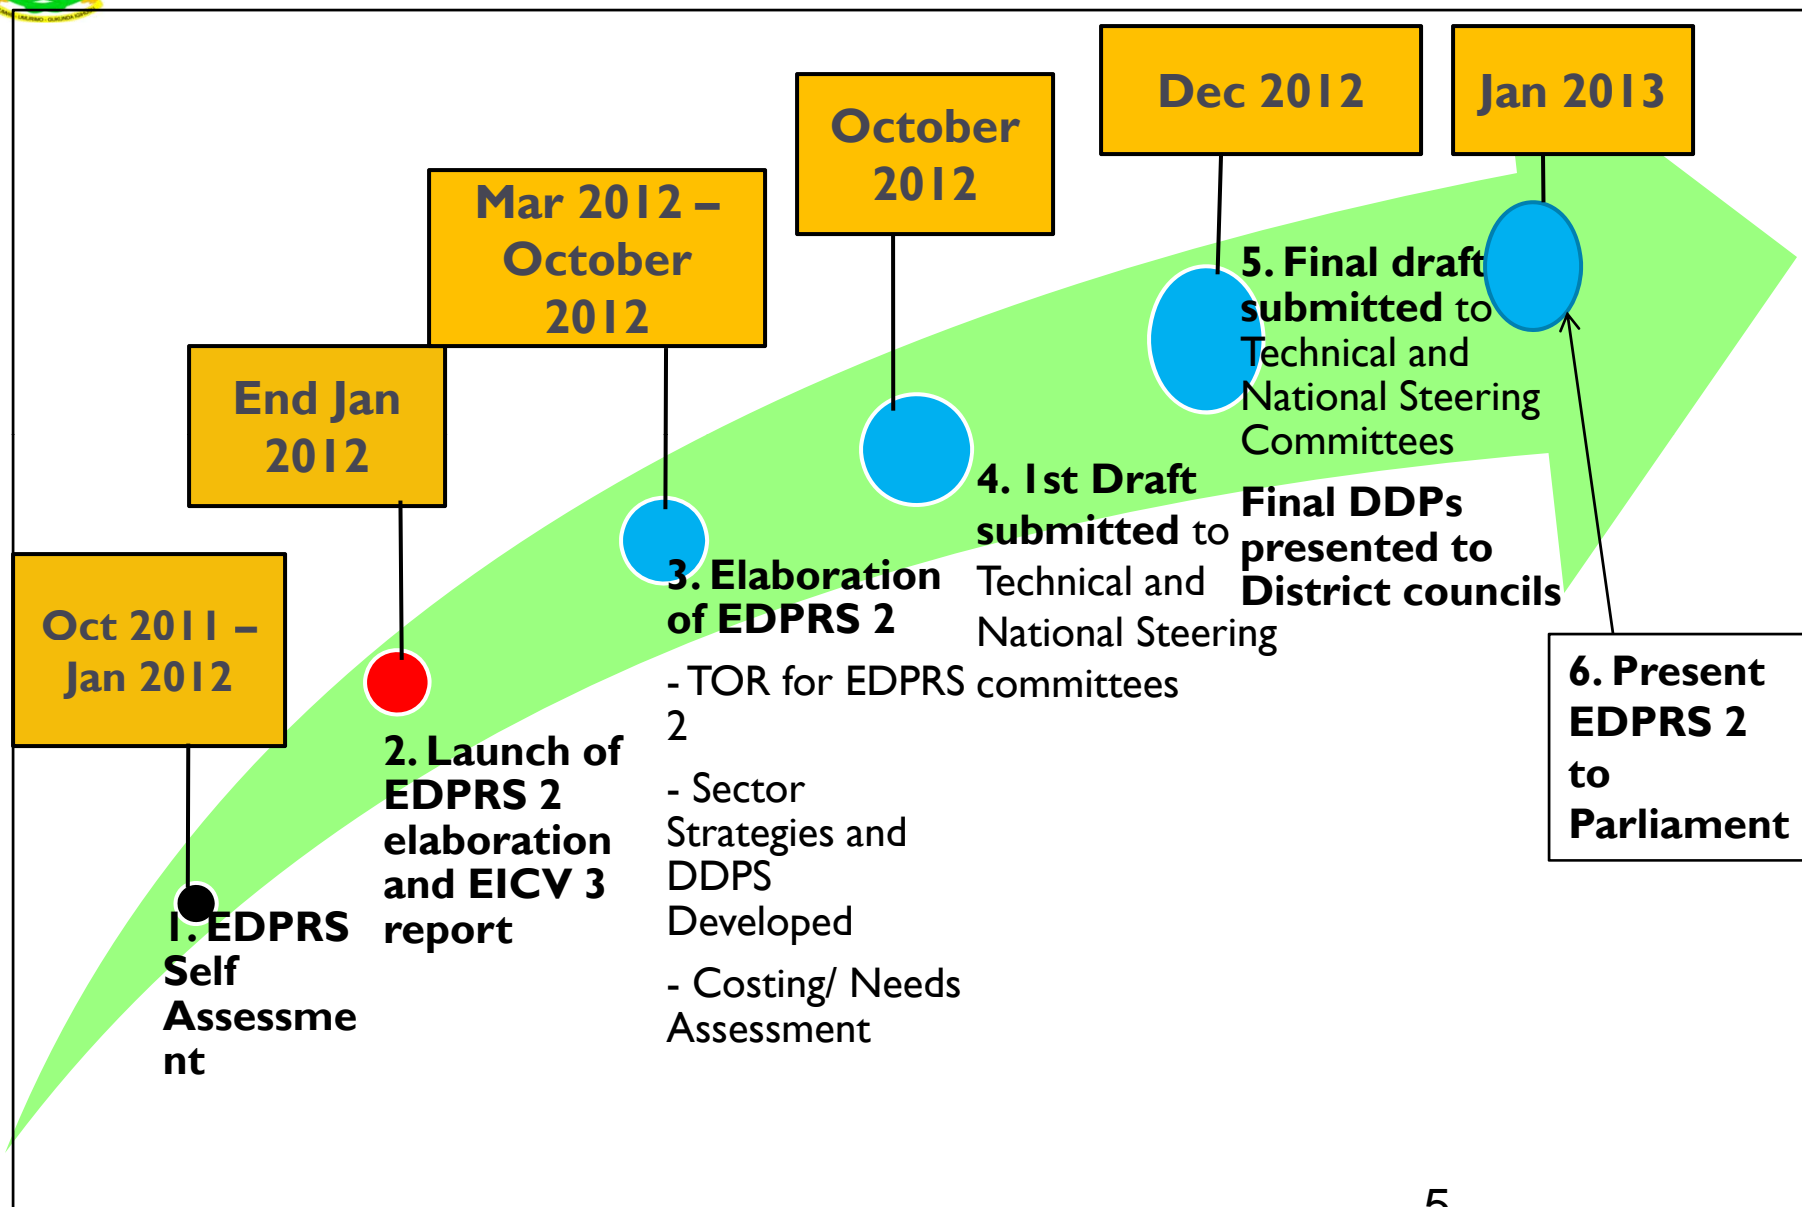 Oct 2011 –
Jan 2012
End Jan
2012
Mar 2012 –
October
2012
October
2012
Dec 2012
Jan 2013
1. EDPRS
Self
Assessme
nt
2. Launch of
EDPRS 2
elaboration
and EICV 3
report
3. Elaboration
of EDPRS 2
- TOR for EDPRS
2
- Sector
Strategies and
DDPS
Developed
- Costing/ Needs
Assessment
4. 1st Draft
submitted to
Technical and
National Steering
committees
5. Final draft
submitted to
Technical and
National Steering
Committees
Final DDPs
presented to
District councils
6. Present
EDPRS 2
to
Parliament
5